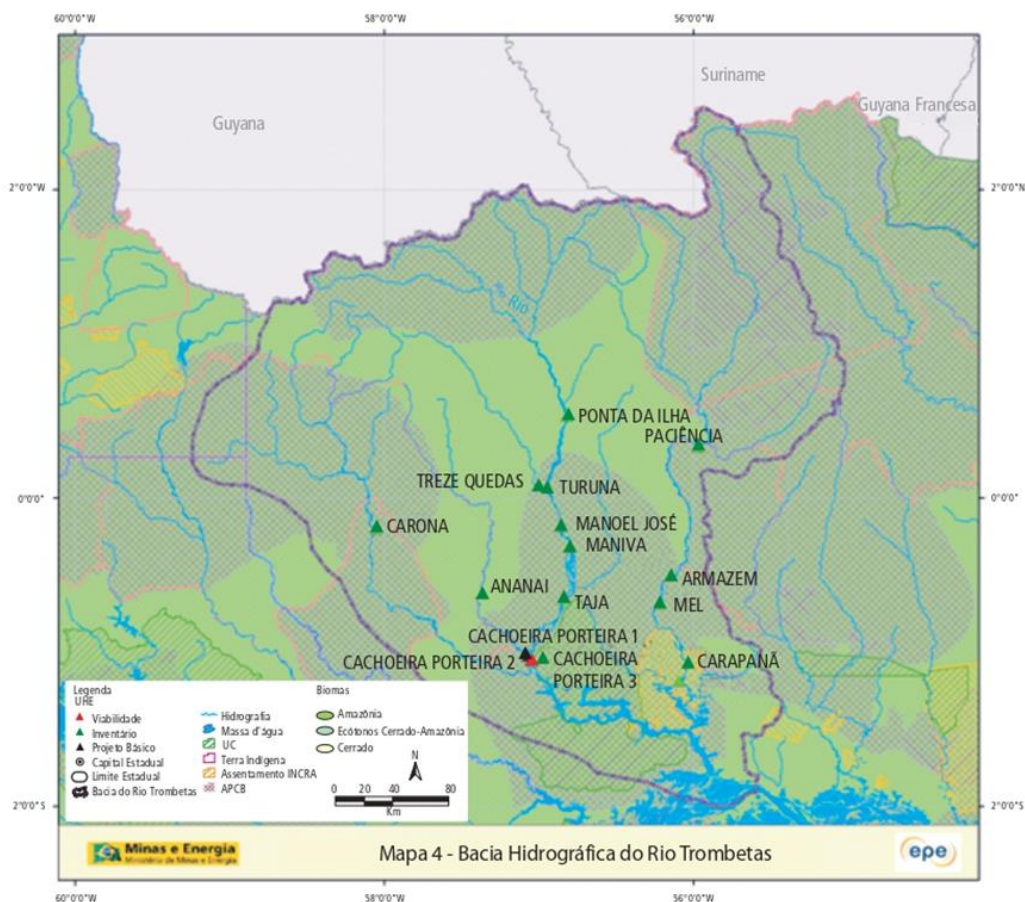 60°0'0"W 58°0'0"W 56°0'0"W
Suriname
Guyana Francesa
Guyana
2°0'0"W 2°0'0"N
Rio
PONTA DA ILHA
PACIÊNCIA
TREZE QUEDAS TURUNA
0°0'0° 0°0'0°
CARONA
MANOEL JOSÉ
MANIVA
ARMAZEM
ANANAI
TAJA
MEL
CACHOEIRA PORTEIRA 1
CACHOEIRA PORTEIRA 2
CACHOEIRA
PORTEIRA 3
CARAPANÃ
Legenda
UHE
Viabilidade
Inventário
Projeto Básico
Capital Estadual
Limite Estadual
Bacia do Rio Trombetas
Hidrografia
Massa d'água
UC
Terra Indígena
Assentamento INCRA
APCB
Biomas
Amazônia
Ecótonos Cerrado-Amazônia
Cerrado
N
0 20 40 80
Km
2°0'0"S 2°0'0"S
Minas e Energia
Ministério de Minas e Energia
Mapa 4 - Bacia Hidrográfica do Rio Trombetas
epe
60°0'0"W 58°0'0"W 56°0'0"W